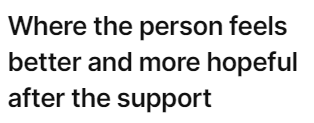 Where the person feels
better and more hopeful
after the support